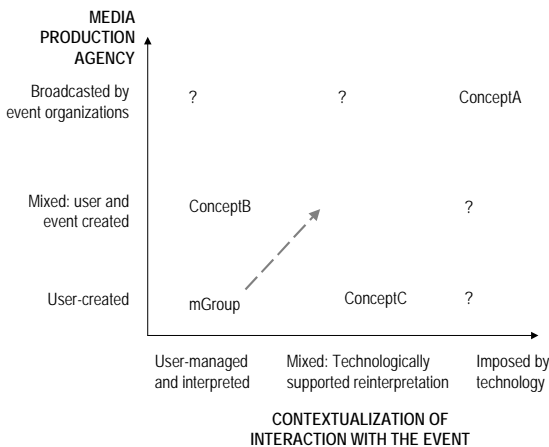 MEDIA
PRODUCTION
AGENCY
Broadcasted by
event organizations
?
?
ConceptA
Mixed: user and
event created
ConceptB
?
User-created
mGroup
ConceptC
?
User-managed
and interpreted
Mixed: Technologically
supported reinterpretation
Imposed by
technology
CONTEXTUALIZATION OF
INTERACTION WITH THE EVENT